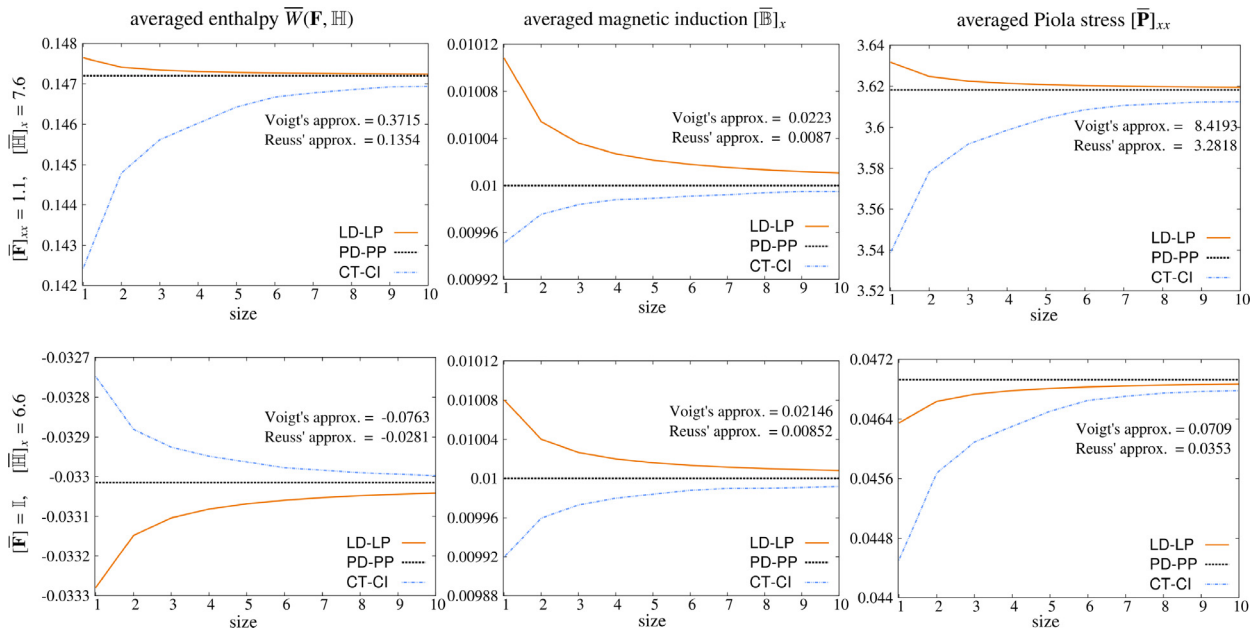 averaged enthalpy W̅(𝐅, ℍ)
averaged magnetic induction [𝔹̅]ₓ
averaged Piola stress [𝐏̅]ₓₓ
[𝐅̅]ₓₓ = 1.1, [ℍ̅]ₓ = 7.6
0.148
0.147
0.146
0.145
0.144
0.143
0.142
Voigt's approx. = 0.3715
Reuss' approx. = 0.1354
LD-LP
PD-PP
CT-CI
1 2 3 4 5 6 7 8 9 10
size
0.01012
0.01008
0.01004
0.01
0.00996
0.00992
Voigt's approx. = 0.0223
Reuss' approx. = 0.0087
LD-LP
PD-PP
CT-CI
1 2 3 4 5 6 7 8 9 10
size
3.64
3.62
3.6
3.58
3.56
3.54
3.52
Voigt's approx. = 8.4193
Reuss' approx. = 3.2818
LD-LP
PD-PP
CT-CI
1 2 3 4 5 6 7 8 9 10
size
[𝐅̅] = 𝕀, [ℍ̅]ₓ = 6.6
-0.0327
-0.0328
-0.0329
-0.033
-0.0331
-0.0332
-0.0333
Voigt's approx. = -0.0763
Reuss' approx. = -0.0281
LD-LP
PD-PP
CT-CI
1 2 3 4 5 6 7 8 9 10
size
0.01012
0.01008
0.01004
0.01
0.00996
0.00992
0.00988
Voigt's approx. = 0.02146
Reuss' approx. = 0.00852
LD-LP
PD-PP
CT-CI
1 2 3 4 5 6 7 8 9 10
size
0.0472
0.0464
0.0456
0.0448
0.044
Voigt's approx. = 0.0709
Reuss' approx. = 0.0353
LD-LP
PD-PP
CT-CI
1 2 3 4 5 6 7 8 9 10
size